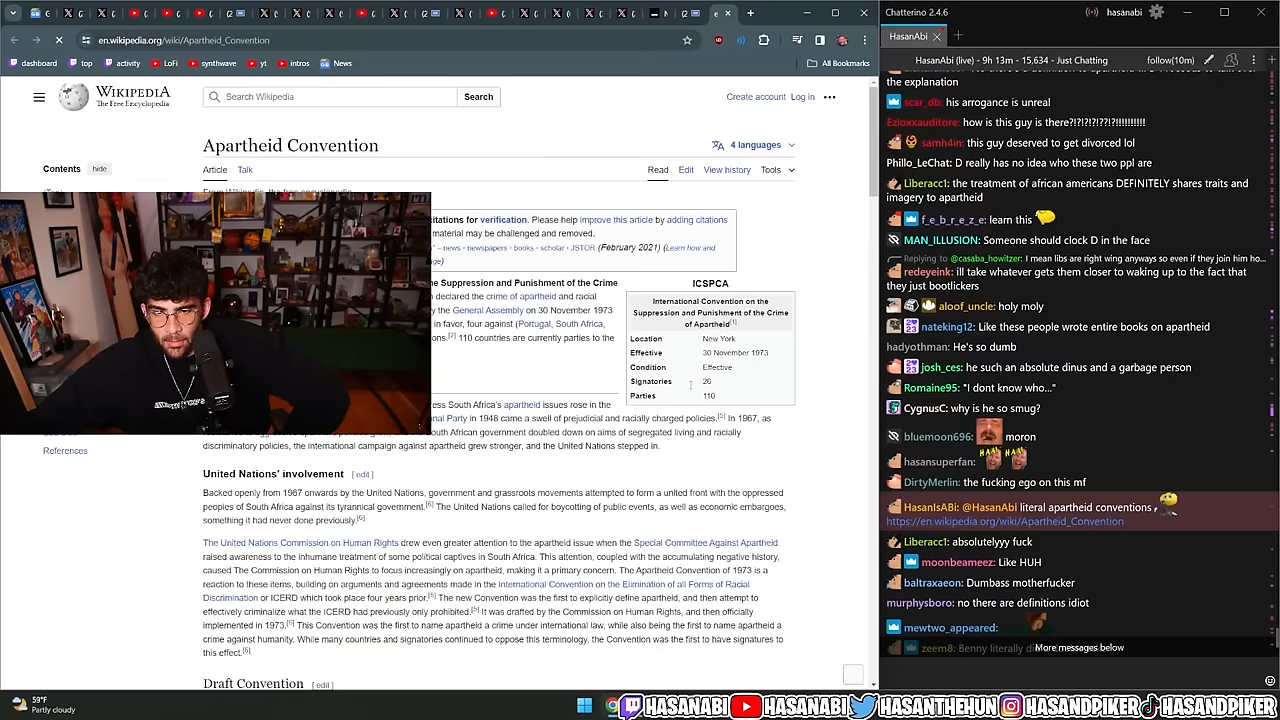 en.wikipedia.org/wiki/Apartheid_Convention
dashboard
top
activity
LoFi
synthwave
yt
intros
News
All Bookmarks
WIKIPEDIA
The Free Encyclopedia
Search Wikipedia
Search
Create account
Log in
Apartheid Convention
4 languages
Contents
hide
Article
Talk
Read
Edit
View history
Tools
From Wikipedia, the free encyclopedia
citations for verification. Please help improve this article by adding citations
material may be challenged and removed.
– news · newspapers · books · scholar · JSTOR (February 2021) (Learn how and
e Suppression and Punishment of the Crime
declared the crime of apartheid and racial
y the General Assembly on 30 November 1973
in favor, four against (Portugal, South Africa,
ons.[2] 110 countries are currently parties to the
ICSPCA
International Convention on the
Suppression and Punishment of the Crime
of Apartheid[1]
Location New York
Effective 30 November 1973
Condition Effective
Signatories 26
Parties 110
ess South Africa's apartheid issues rose in the
nal Party in 1948 came a swell of prejudicial and racially charged policies.[5] In 1967, as
outh African government doubled down on aims of segregated living and racially
discriminatory policies, the international campaign against apartheid grew stronger, and the United Nations stepped in.
References
United Nations' involvement [ edit ]
Backed openly from 1967 onwards by the United Nations, government and grassroots movements attempted to form a united front with the oppressed
peoples of South Africa against its tyrannical government.[6] The United Nations called for boycotting of public events, as well as economic embargoes,
something it had never done previously.[6]
The United Nations Commission on Human Rights drew even greater attention to the apartheid issue when the Special Committee Against Apartheid
raised awareness to the inhumane treatment of some political captives in South Africa. This attention, coupled with the accumulating negative history,
caused The Commission on Human Rights to focus increasingly on apartheid, making it a primary concern. The Apartheid Convention of 1973 is a
reaction to these items, building on arguments and agreements made in the International Convention on the Elimination of all Forms of Racial
Discrimination or ICERD which took place four years prior.[5] The new Convention was the first to explicitly define apartheid, and then attempt to
effectively criminalize what the ICERD had previously only prohibited.[5] It was drafted by the Commission on Human Rights, and then officially
implemented in 1973.[6] This Convention was the first to name apartheid a crime under international law, while also being the first to name apartheid a
crime against humanity. While many countries and signatories continued to oppose this terminology, the Convention was the first to have signatures to
this effect.[6]
Draft Convention [ edit ]
59°F
Partly cloudy
Chatterino 2.4.6
hasanabi
HasanAbi
HasanAbi (live) - 9h 13m - 15,634 - Just Chatting
follow(10m)
the explanation
scar_db: his arrogance is unreal
Ezioxxauditore: how is this guy is there?!?!?!?!??!?!!!!!!!!!!
samh4in: this guy deserved to get divorced lol
Phillo_LeChat: D really has no idea who these two ppl are
Liberacc1: the treatment of african americans DEFINITELY shares traits and
imagery to apartheid
f_e_b_r_e_z_e: learn this
MAN_ILLUSION: Someone should clock D in the face
Replying to @casaba_howitzer: I mean libs are right wing anyways so even if they join him ho...
redeyeink: ill take whatever gets them closer to waking up to the fact that
they just bootlickers
aloof_uncle: holy moly
nateking12: Like these people wrote entire books on apartheid
hadyothman: He's so dumb
josh_ces: he such an absolute dinus and a garbage person
Romaine95: "I dont know who..."
CygnusC: why is he so smug?
bluemoon696: moron
hasansuperfan:
DirtyMerlin: the fucking ego on this mf
HasanIsABi: @HasanAbi literal apartheid conventions ,
https://en.wikipedia.org/wiki/Apartheid_Convention
Liberacc1: absolutelyyy fuck
moonbeameez: Like HUH
baltraxaeon: Dumbass motherfucker
murphysboro: no there are definitions idiot
mewtwo_appeared:
zeem8: Benny literally di
More messages below
HASANABI
HASANABI
HASANTHEHUN
HASANDPIKER
HASANDPIKER